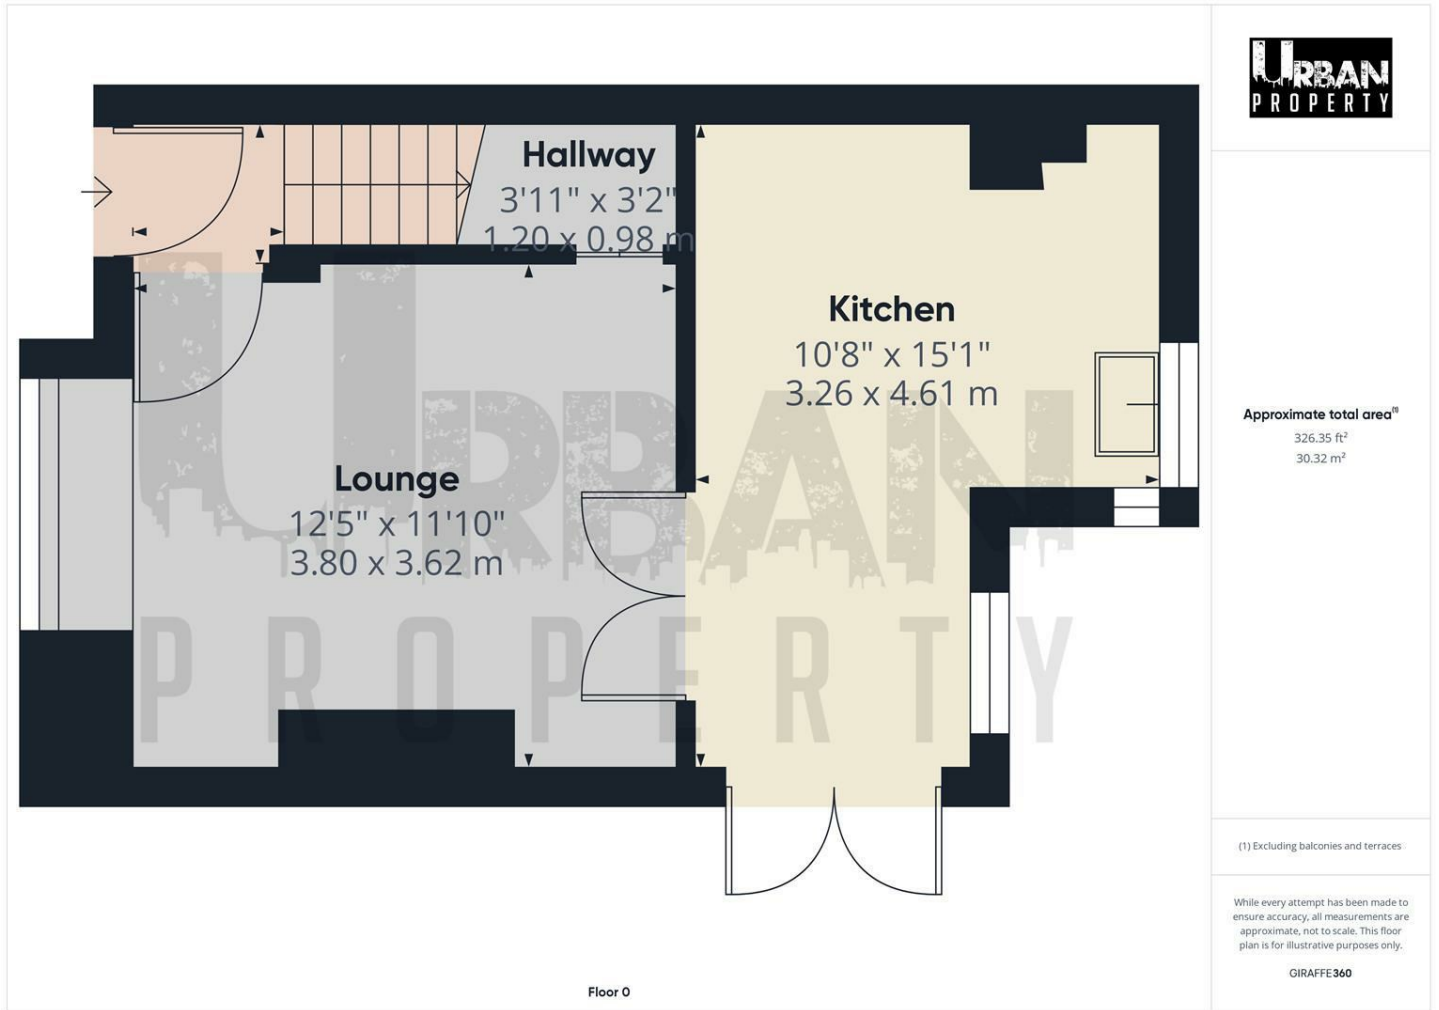 Hallway
3'11" x 3'2"
1.20 x 0.98 m
Kitchen
10'8" x 15'1"
3.26 x 4.61 m
Lounge
12'5" x 11'10"
3.80 x 3.62 m
URBAN
PROPERTY
Floor 0
URBAN
PROPERTY
Approximate total area(1)
326.35 ft²
30.32 m²
(1) Excluding balconies and terraces
While every attempt has been made to
ensure accuracy, all measurements are
approximate, not to scale. This floor
plan is for illustrative purposes only.
GIRAFFE360